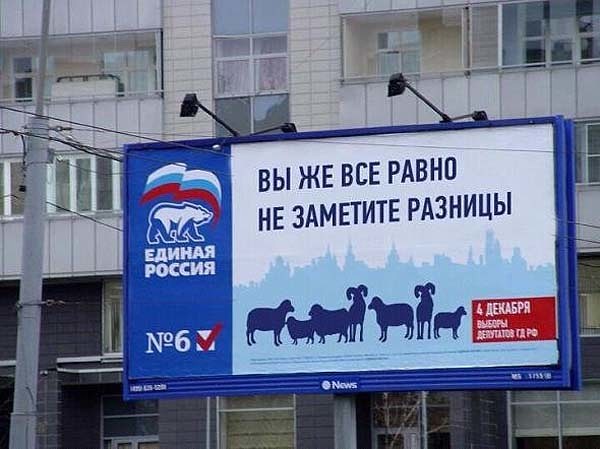 ВЫ ЖЕ ВСЕ РАВНО
НЕ ЗАМЕТИТЕ РАЗНИЦЫ
ЕДИНАЯ
РОССИЯ
№6
4 ДЕКАБРЯ
ВЫБОРЫ
ДЕПУТАТОВ ГД РФ
News